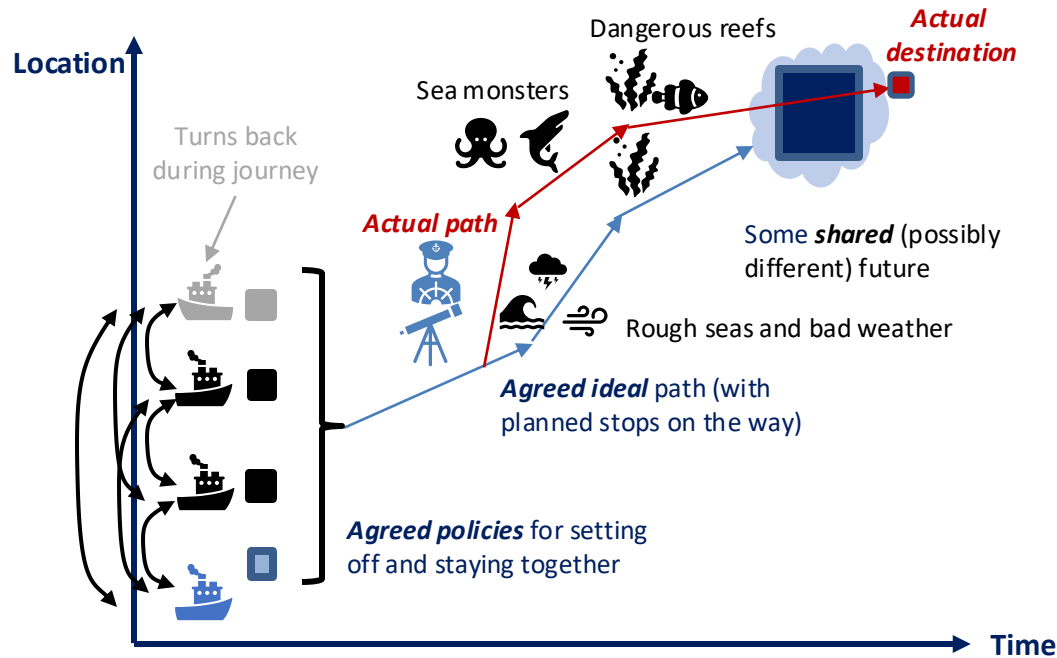 Location
Turns back
during journey
Sea monsters
Dangerous reefs
Actual
destination
Actual path
Some shared (possibly
different) future
Rough seas and bad weather
Agreed ideal path (with
planned stops on the way)
Agreed policies for setting
off and staying together
Time